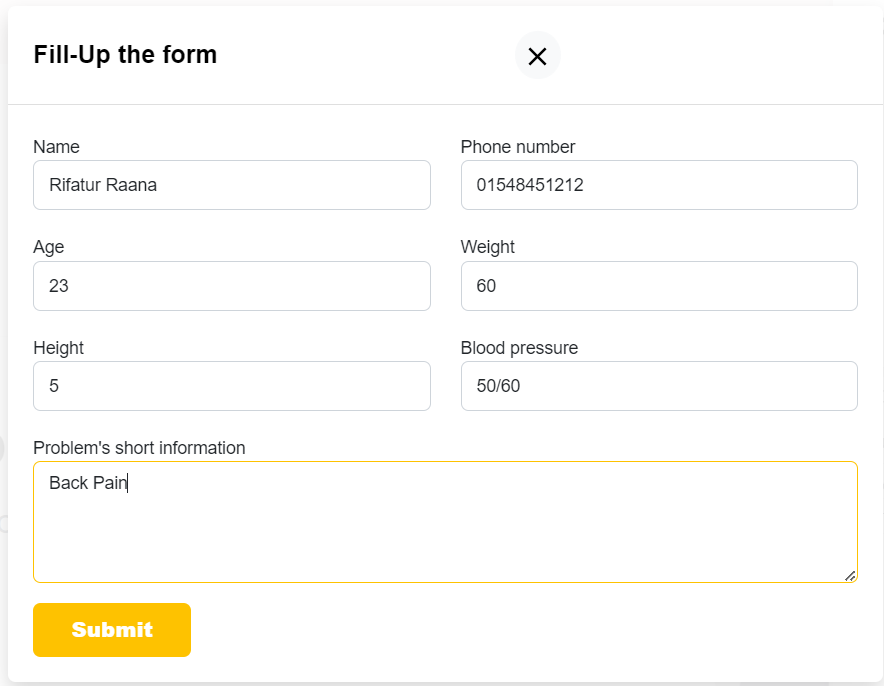 Fill-Up the form
Name
Phone number
Rifatur Raana
01548451212
Age
Weight
23
60
Height
Blood pressure
5
50/60
Problem's short information
Back Pain
Submit